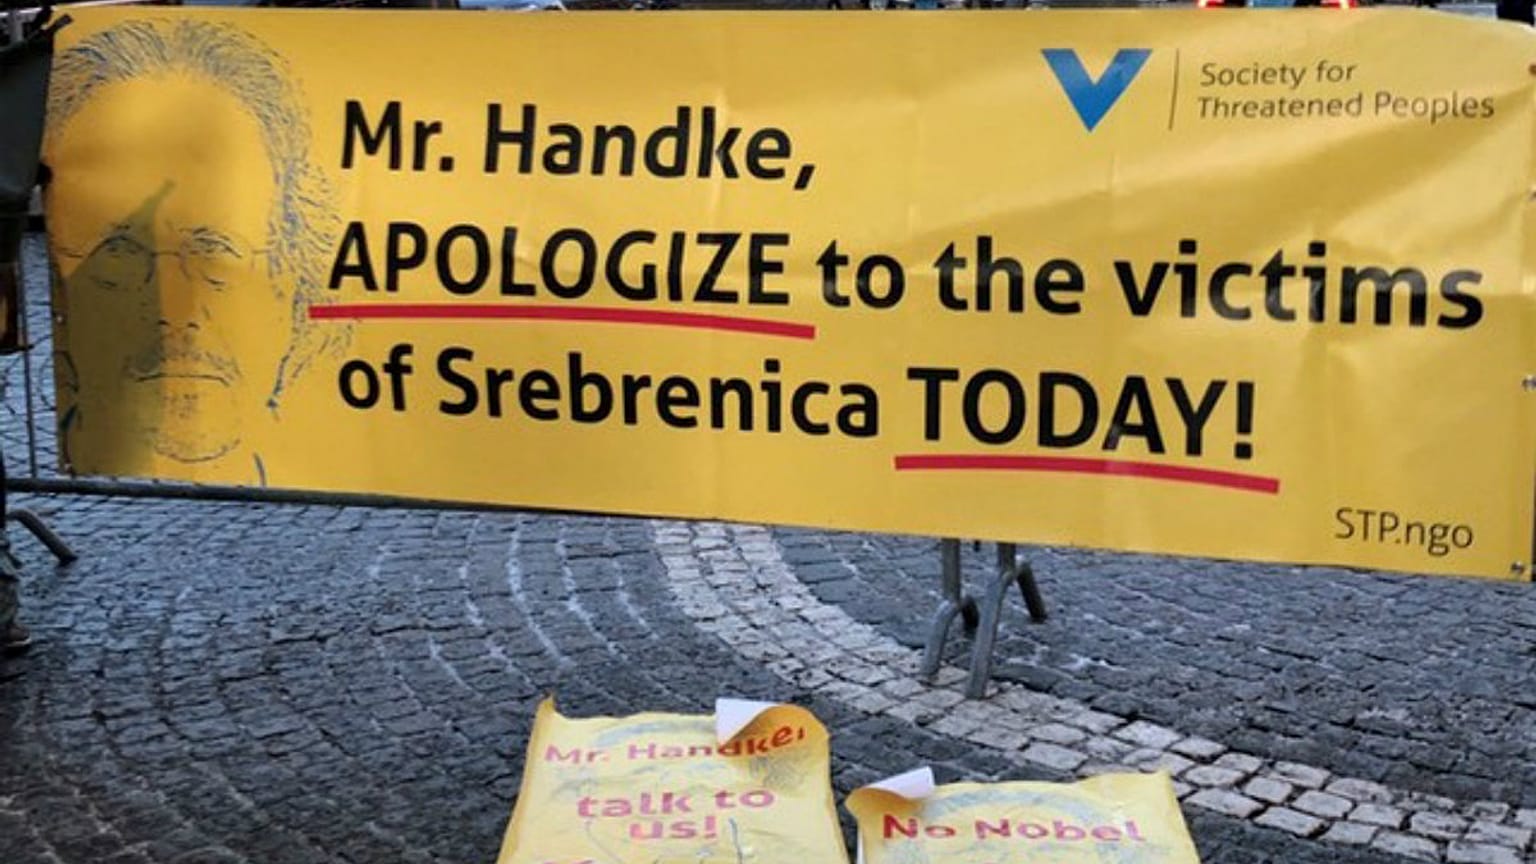 Society for
Threatened Peoples
Mr. Handke,
APOLOGIZE to the victims
of Srebrenica TODAY!
STP.ngo
Mr. Handke,
talk to
us!
No Nobel